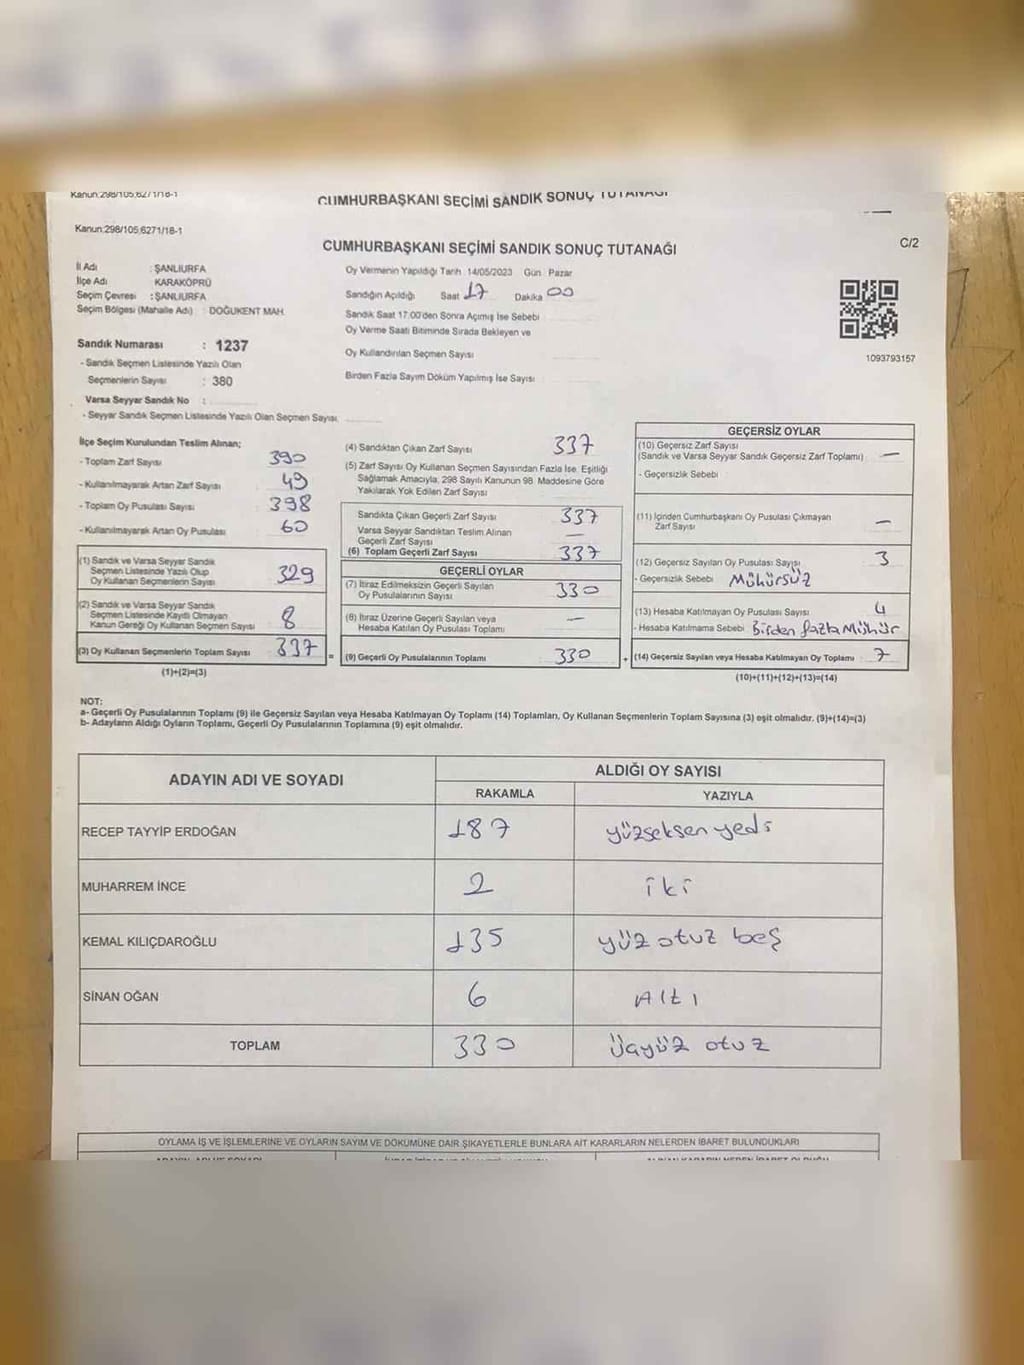 Kanun:298/105,6271/18-1
CUMHURBAŞKANI SEÇİMİ SANDIK SONUÇ TUTANAĞI
Kanun:298/105,6271/18-1
CUMHURBAŞKANI SEÇİMİ SANDIK SONUÇ TUTANAĞI
C/2
İl Adı : ŞANLIURFA
İlçe Adı KARAKÖPRÜ
Seçim Çevresi : ŞANLIURFA
Seçim Bölgesi (Mahalle Adı) : DOĞUKENT MAH.
Sandık Numarası : 1237
- Sandık Seçmen Listesinde Yazılı Olan
Seçmenlerin Sayısı : 380
Varsa Seyyar Sandık No :
- Seyyar Sandık Seçmen Listesinde Yazılı Olan Seçmen Sayısı
Oy Vermenin Yapıldığı Tarih 14/05/2023 Gün Pazar
Sandığın Açıldığı Saat 17 Dakika 00
Sandık Saat 17.00'den Sonra Açımış İse Sebebi
Oy Verme Saati Bitiminde Sırada Bekleyen ve
Oy Kullandırılan Seçmen Sayısı
Birden Fazla Sayım Döküm Yapılmış İse Sayısı
1093793157
İlçe Seçim Kurulundan Teslim Alınan;
- Toplam Zarf Sayısı 390
- Kullanılmayarak Artan Zarf Sayısı 49
- Toplam Oy Pusulası Sayısı 398
- Kullanılmayarak Artan Oy Pusulası 60
(1) Sandık ve Varsa Seyyar Sandık
Seçmen Listesinde Yazılı Olup
Oy Kullanan Seçmenlerin Sayısı 329
(2) Sandık ve Varsa Seyyar Sandık
Seçmen Listesinde Kayıtlı Olmayan
Kanun Gereği Oy Kullanan Seçmen Sayısı 8
(3) Oy Kullanan Seçmenlerin Toplam Sayısı 337
(1)+(2)=(3)
(4) Sandıktan Çıkan Zarf Sayısı 337
(5) Zarf Sayısı Oy Kullanan Seçmen Sayısından Fazla İse, Eşitliği
Sağlamak Amacıyla, 298 Sayılı Kanunun 98. Maddesine Göre
Yakılarak Yok Edilen Zarf Sayısı
Sandıkta Çıkan Geçerli Zarf Sayısı 337
Varsa Seyyar Sandıktan Teslim Alınan
Geçerli Zarf Sayısı —
(6) Toplam Geçerli Zarf Sayısı 337
GEÇERLİ OYLAR
(7) İtiraz Edilmeksizin Geçerli Sayılan
Oy Pusulalarının Sayısı 330
(8) İtiraz Üzerine Geçerli Sayılan veya
Hesaba Katılan Oy Pusulası Toplamı —
= (9) Geçerli Oy Pusulalarının Toplamı 330
GEÇERSİZ OYLAR
(10) Geçersiz Zarf Sayısı
(Sandık ve Varsa Seyyar Sandık Geçersiz Zarf Toplamı) —
- Geçersizlik Sebebi
(11) İçinden Cumhurbaşkanı Oy Pusulası Çıkmayan
Zarf Sayısı —
(12) Geçersiz Sayılan Oy Pusulası Sayısı 3
- Geçersizlik Sebebi Mühürsüz
(13) Hesaba Katılmayan Oy Pusulası Sayısı 4
- Hesaba Katılmama Sebebi Birden fazla Mühür
+ (14) Geçersiz Sayılan veya Hesaba Katılmayan Oy Toplamı 7
(10)+(11)+(12)+(13)=(14)
NOT:
a- Geçerli Oy Pusulalarının Toplamı (9) ile Geçersiz Sayılan veya Hesaba Katılmayan Oy Toplamı (14) Toplamları, Oy Kullanan Seçmenlerin Toplam Sayısına (3) eşit olmalıdır. (9)+(14)=(3)
b- Adayların Aldığı Oyların Toplamı, Geçerli Oy Pusulalarının Toplamına (9) eşit olmalıdır.
ADAYIN ADI VE SOYADI
ALDIĞI OY SAYISI
RAKAMLA YAZIYLA
RECEP TAYYİP ERDOĞAN 187 yüzseksen yedi
MUHARREM İNCE 2 iki
KEMAL KILIÇDAROĞLU 135 yüz otuz beş
SİNAN OĞAN 6 Altı
TOPLAM 330 üçyüz otuz
OYLAMA İŞ VE İŞLEMLERİNE VE OYLARIN SAYIM VE DÖKÜMÜNE DAİR ŞİKAYETLERLE BUNLARA AİT KARARLARIN NELERDEN İBARET BULUNDUKLARI